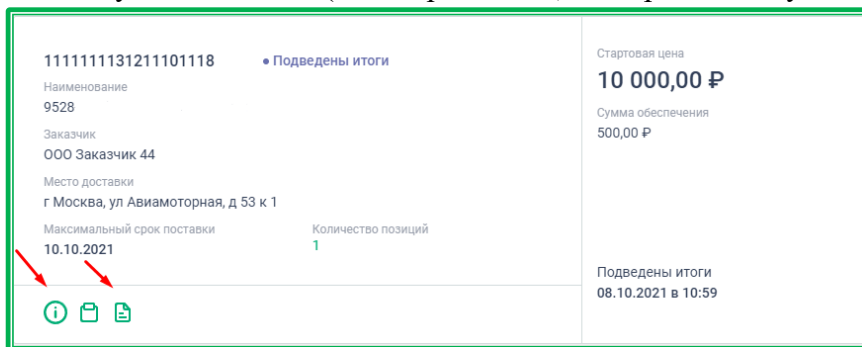 1111111131211101118
• Подведены итоги
Наименование
9528
Заказчик
ООО Заказчик 44
Место доставки
г Москва, ул Авиамоторная, д 53 к 1
Максимальный срок поставки
10.10.2021
Количество позиций
1
Стартовая цена
10 000,00 ₽
Сумма обеспечения
500,00 ₽
Подведены итоги
08.10.2021 в 10:59